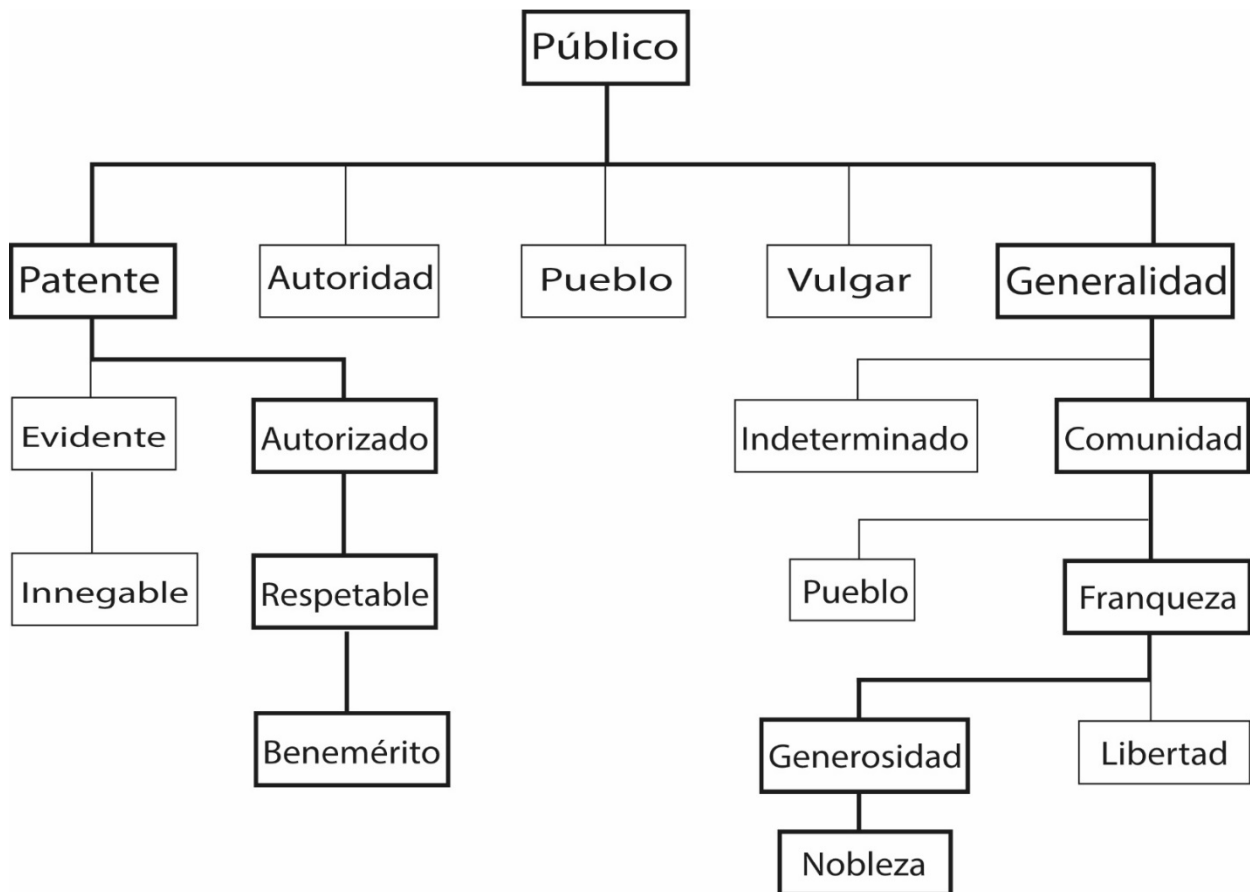 Público
Patente
Autoridad
Pueblo
Vulgar
Generalidad
Evidente
Autorizado
Indeterminado
Comunidad
Innegable
Respetable
Pueblo
Franqueza
Benemérito
Generosidad
Libertad
Nobleza